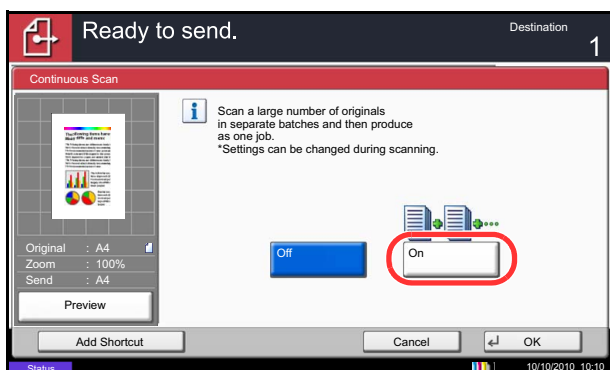 Ready to send.
Destination
1
Continuous Scan
Scan a large number of originals
in separate batches and then produce
as one job.
*Settings can be changed during scanning.
Original : A4
Zoom : 100%
Send : A4
Off
On
Preview
Add Shortcut
Cancel
OK
Status
10/10/2010 10:10